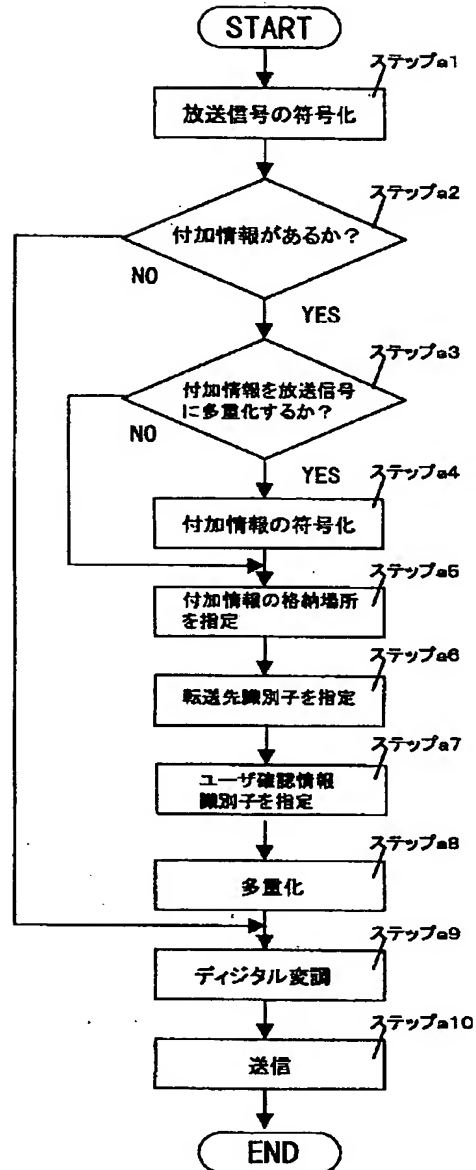 START
ステップa1
放送信号の符号化
ステップa2
付加情報があるか？
NO
YES
ステップa3
付加情報を放送信号
に多重化するか？
NO
YES
ステップa4
付加情報の符号化
ステップa5
付加情報の格納場所
を指定
ステップa6
転送先識別子を指定
ステップa7
ユーザ確認情報
識別子を指定
ステップa8
多重化
ステップa9
ディジタル変調
ステップa10
送信
END